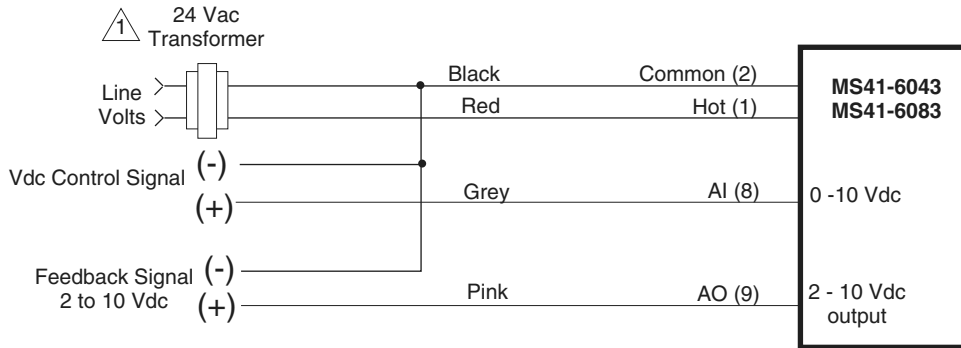 1
24 Vac
Transformer
Line
Volts
Black
Common (2)
MS41-6043
MS41-6083
Red
Hot (1)
Vdc Control Signal
(-)
(+)
Grey
AI (8)
0 -10 Vdc
Feedback Signal
2 to 10 Vdc
(-)
(+)
Pink
AO (9)
2 - 10 Vdc
output